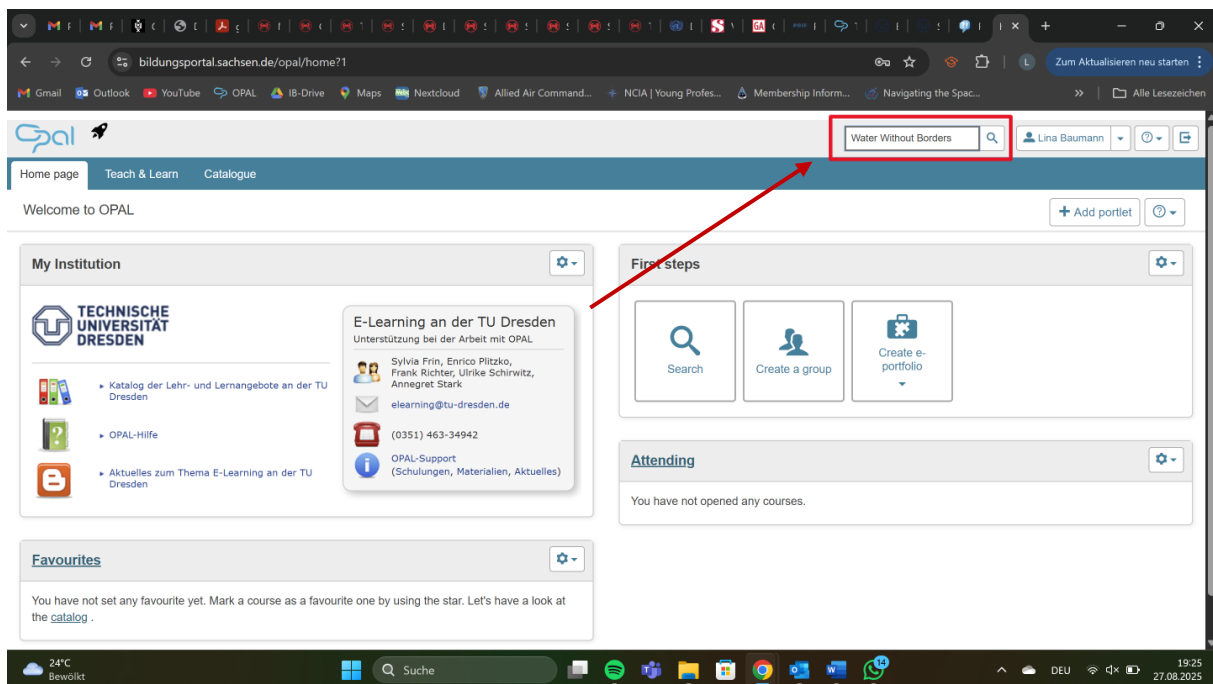 bildungsportal.sachsen.de/opal/home?1
Zum Aktualisieren neu starten
Gmail Outlook YouTube OPAL IB-Drive Maps Nextcloud Allied Air Command... NCIA | Young Profes... Membership Inform... Navigating the Spac... » Alle Lesezeichen
Opal
Water Without Borders
Lina Baumann
Home page Teach & Learn Catalogue
Welcome to OPAL
Add portlet
My Institution
TECHNISCHE
UNIVERSITÄT
DRESDEN
Katalog der Lehr- und Lernangebote an der TU
Dresden
OPAL-Hilfe
Aktuelles zum Thema E-Learning an der TU
Dresden
E-Learning an der TU Dresden
Unterstützung bei der Arbeit mit OPAL
Sylvia Frin, Enrico Plitzko,
Frank Richter, Ulrike Schirwitz,
Annegret Stark
elearning@tu-dresden.de
(0351) 463-34942
OPAL-Support
(Schulungen, Materialien, Aktuelles)
First steps
Search
Create a group
Create e-
portfolio
Attending
You have not opened any courses.
Favourites
You have not set any favourite yet. Mark a course as a favourite one by using the star. Let's have a look at
the catalog .
24°C
Bewölkt
Suche
14
DEU
19:25
27.08.2025